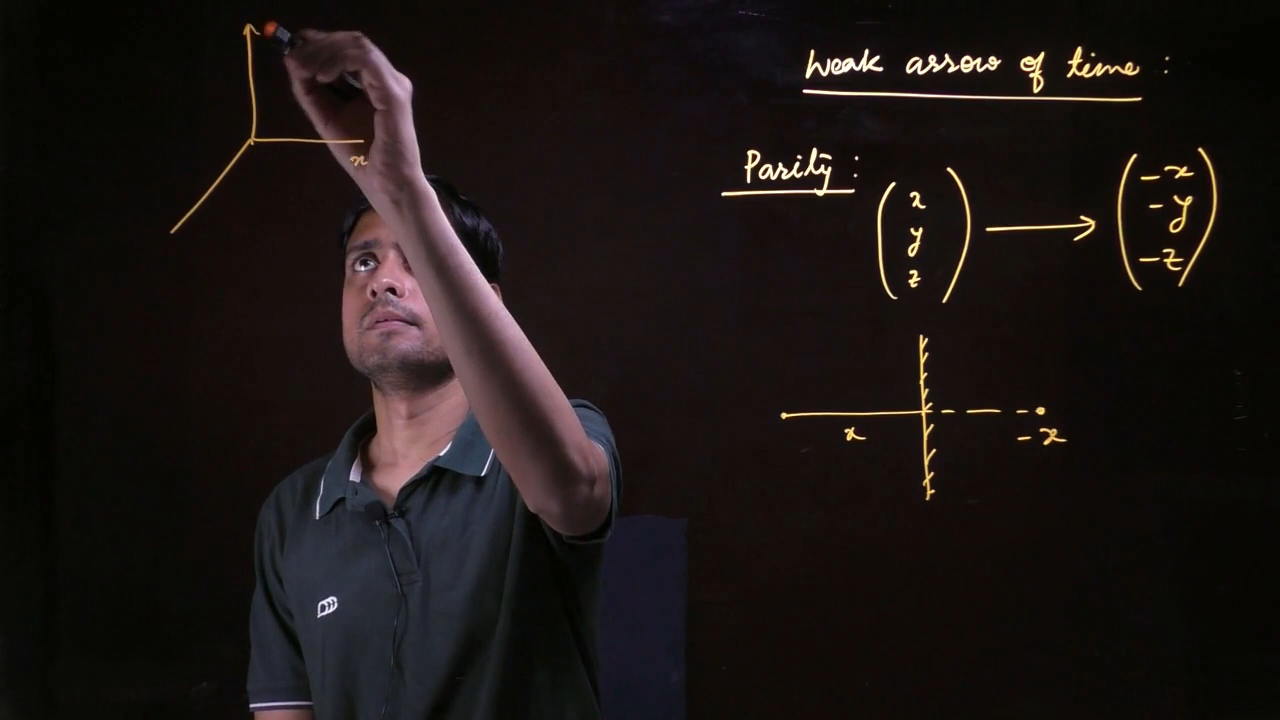 Weak arrow of time :
Parity :
x
y
z
-x
-y
-z
x
-x
x